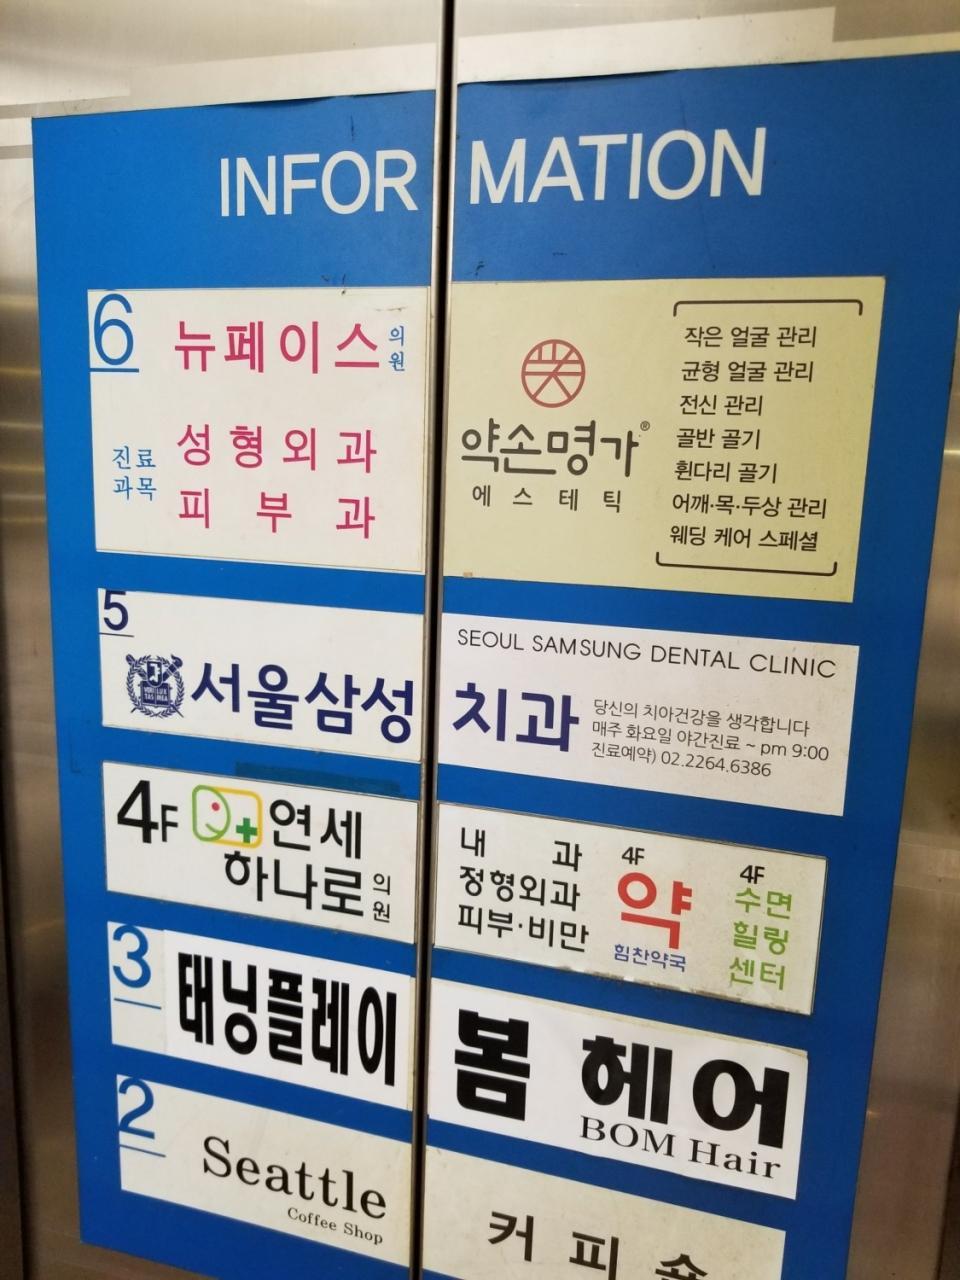 INFORMATION
6
뉴페이스의원
진료과목
성형외과
피부과
약손명가®
에스테틱
작은 얼굴 관리
균형 얼굴 관리
전신 관리
골반 골기
휜다리 골기
어깨·목·두상 관리
웨딩 케어 스페셜
5
서울삼성 치과
SEOUL SAMSUNG DENTAL CLINIC
당신의 치아건강을 생각합니다
매주 화요일 야간진료 ~ pm 9:00
진료예약) 02.2264.6386
4F
연세
하나로의원
내과
정형외과
피부·비만
4F
약
힘찬약국
4F
수면
힐링
센터
3
태닝플레이
봄 헤어
BOM Hair
2
Seattle
Coffee Shop
커피숍